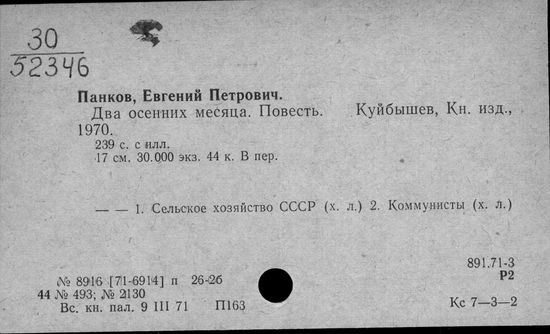 30
52346
Панков, Евгений Петрович.
Два осенних месяца. Повесть. Куйбышев, Кн. изд.,
1970.
239 с. с илл.
17 см. 30.000 экз. 44 к. В пер.
— — 1. Сельское хозяйство СССР (х. л.) 2. Коммунисты (х. л.)
891.71-3
Р2
№ 8916 [71-6914] п 26-26
44 № 493; № 2130
Вс. кн. пал. 9 III 71 П163
Кс 7—3—2